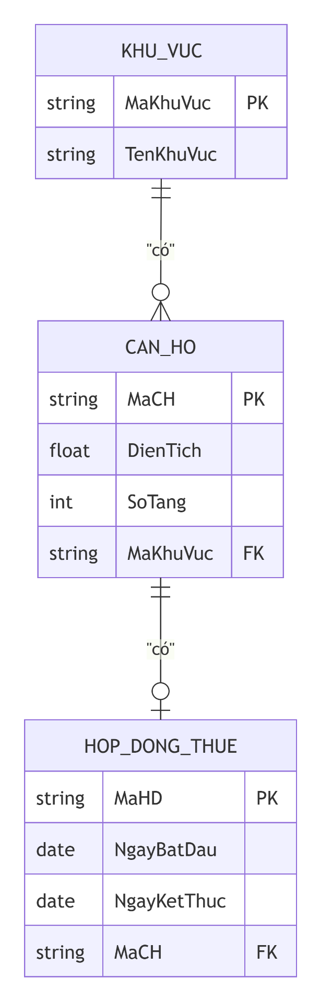 KHU_VUC
string MaKhuVuc PK
string TenKhuVuc
"có"
CAN_HO
string MaCH PK
float DienTich
int SoTang
string MaKhuVuc FK
"có"
HOP_DONG_THUE
string MaHD PK
date NgayBatDau
date NgayKetThuc
string MaCH FK